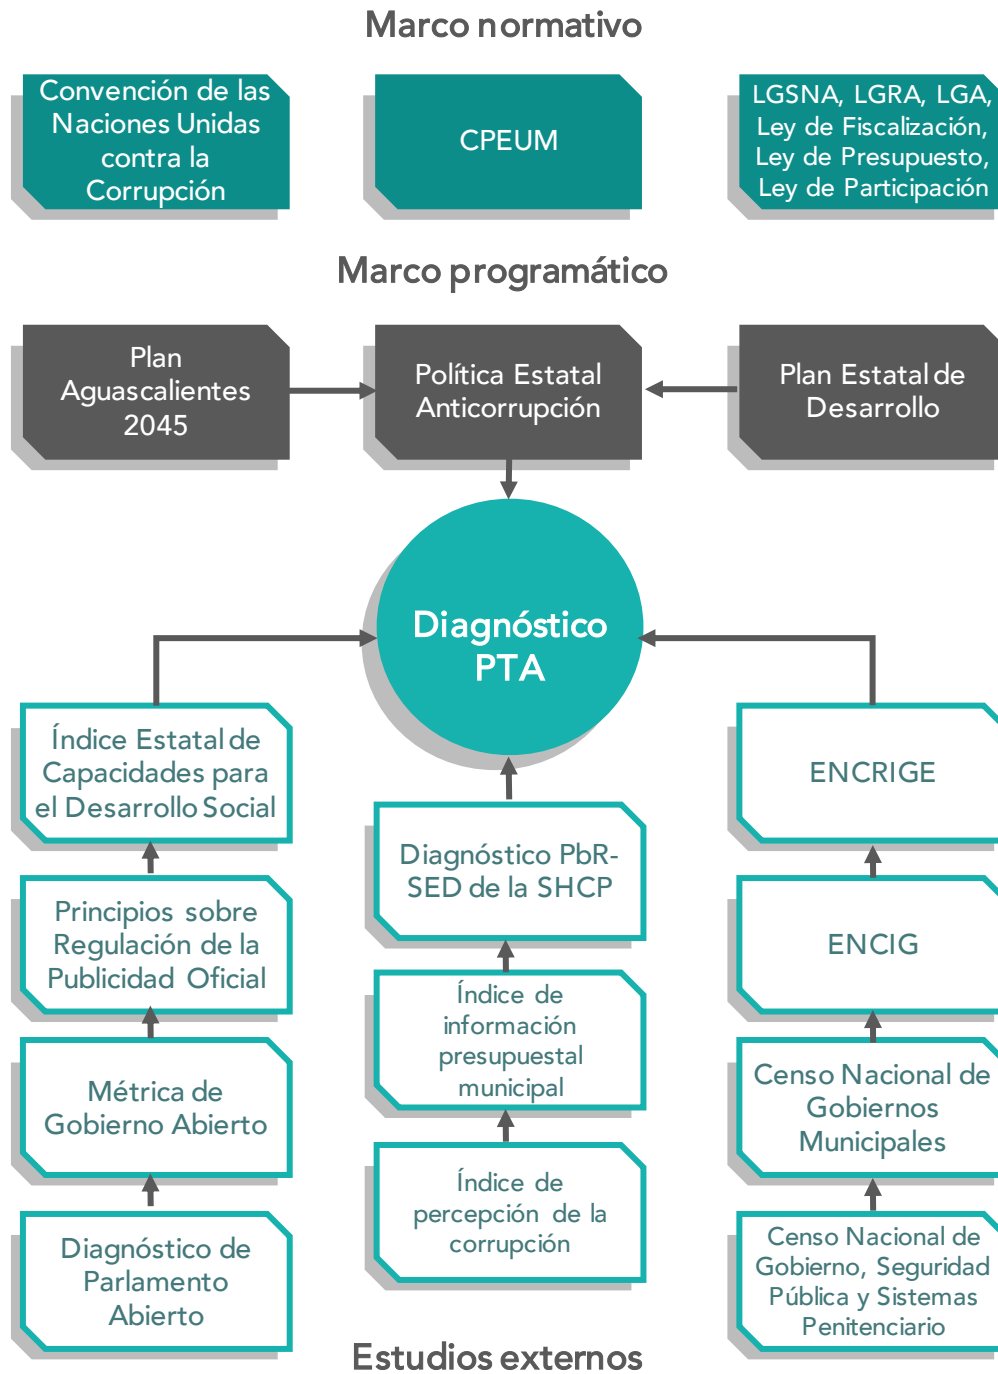 Marco normativo
Convención de las
Naciones Unidas
contra la
Corrupción
CPEUM
LGSNA, LGRA, LGA,
Ley de Fiscalización,
Ley de Presupuesto,
Ley de Participación
Marco programático
Plan
Aguascalientes
2045
Política Estatal
Anticorrupción
Plan Estatal de
Desarrollo
Diagnóstico
PTA
Índice Estatal de
Capacidades para
el Desarrollo Social
Principios sobre
Regulación de la
Publicidad Oficial
Métrica de
Gobierno Abierto
Diagnóstico de
Parlamento
Abierto
Diagnóstico PbR-
SED de la SHCP
Índice de
información
presupuestal
municipal
Índice de
percepción de la
corrupción
ENCRIGE
ENCIG
Censo Nacional de
Gobiernos
Municipales
Censo Nacional de
Gobierno, Seguridad
Pública y Sistemas
Penitenciario
Estudios externos